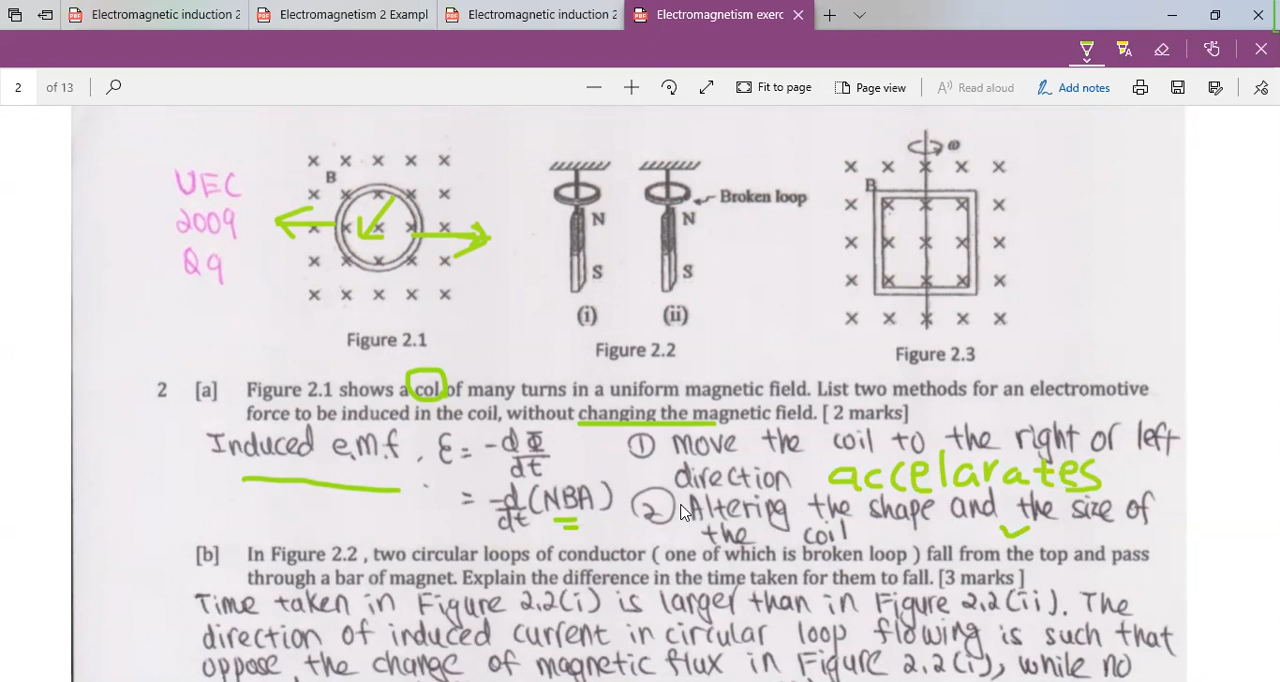 Electromagnetic induction 2
Electromagnetism 2 Exampl
Electromagnetic induction 2
Electromagnetism exerc
2 of 13
Fit to page
Page view
Read aloud
Add notes
UEC
2009
Q9
B
Figure 2.1
N
S
(i)
N
S
(ii)
Broken loop
Figure 2.2
ω
B
Figure 2.3
2 [a] Figure 2.1 shows a col of many turns in a uniform magnetic field. List two methods for an electromotive
force to be induced in the coil, without changing the magnetic field. [ 2 marks]
Induced e.m.f. ε = -dΦ/dt
= -d/dt (NBA)
① move the coil to the right or left
direction accelarates
② Altering the shape and the size of
the coil
[b] In Figure 2.2 , two circular loops of conductor ( one of which is broken loop ) fall from the top and pass
through a bar of magnet. Explain the difference in the time taken for them to fall. [3 marks ]
Time taken in Figure 2.2(i) is larger than in Figure 2.2(ii). The
direction of induced current in circular loop flowing is such that
oppose the change of magnetic flux in Figure 2.2(i), while no